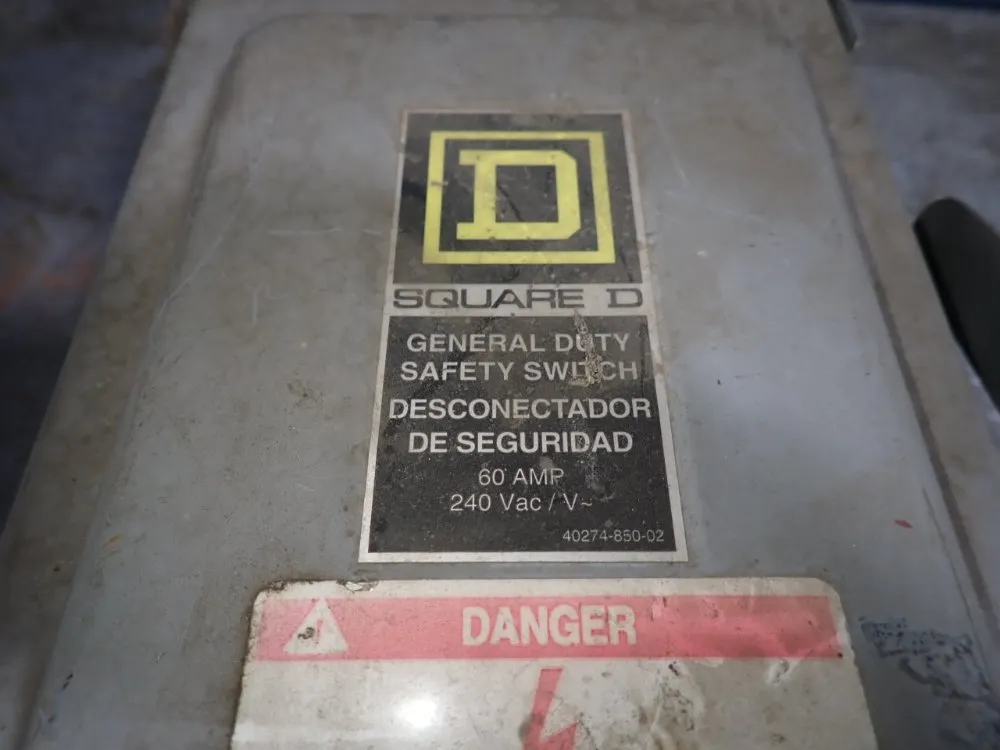 D
SQUARE D
GENERAL DUTY
SAFETY SWITCH
DESCONECTADOR
DE SEGURIDAD
60 AMP
240 Vac / V~
40274-850-02
DANGER